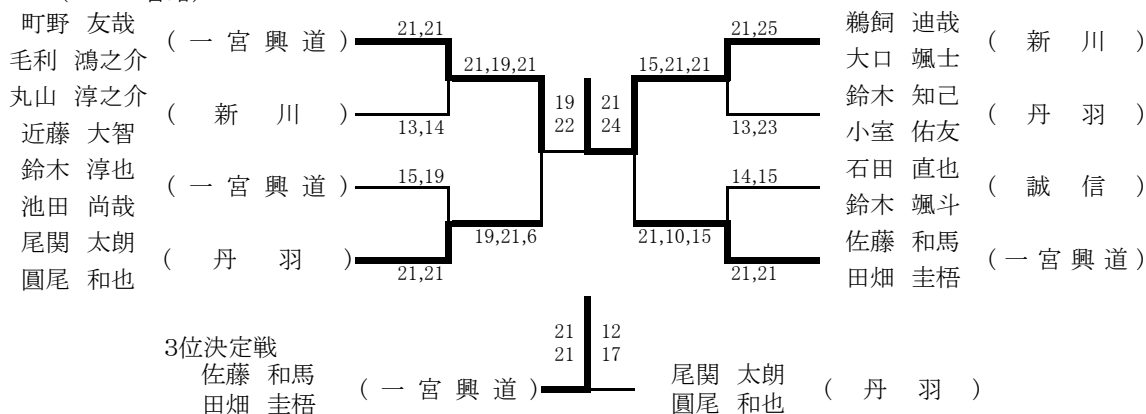 町野 友哉
毛利 鴻之介
(一宮興道)
21,21
丸山 淳之介
近藤 大智
(新川)
13,14
21,19,21
鈴木 淳也
池田 尚哉
(一宮興道)
15,19
尾関 太朗
圓尾 和也
(丹羽)
21,21
19,21,6
19
22
21
24
鵜飼 迪哉
大口 颯士
(新川)
21,25
15,21,21
鈴木 知己
小室 佑友
(丹羽)
13,23
石田 直也
鈴木 颯斗
(誠信)
14,15
佐藤 和馬
田畑 圭梧
(一宮興道)
21,21
21,10,15
3位決定戦
佐藤 和馬
田畑 圭梧
(一宮興道)
21
21
12
17
尾関 太朗
圓尾 和也
(丹羽)